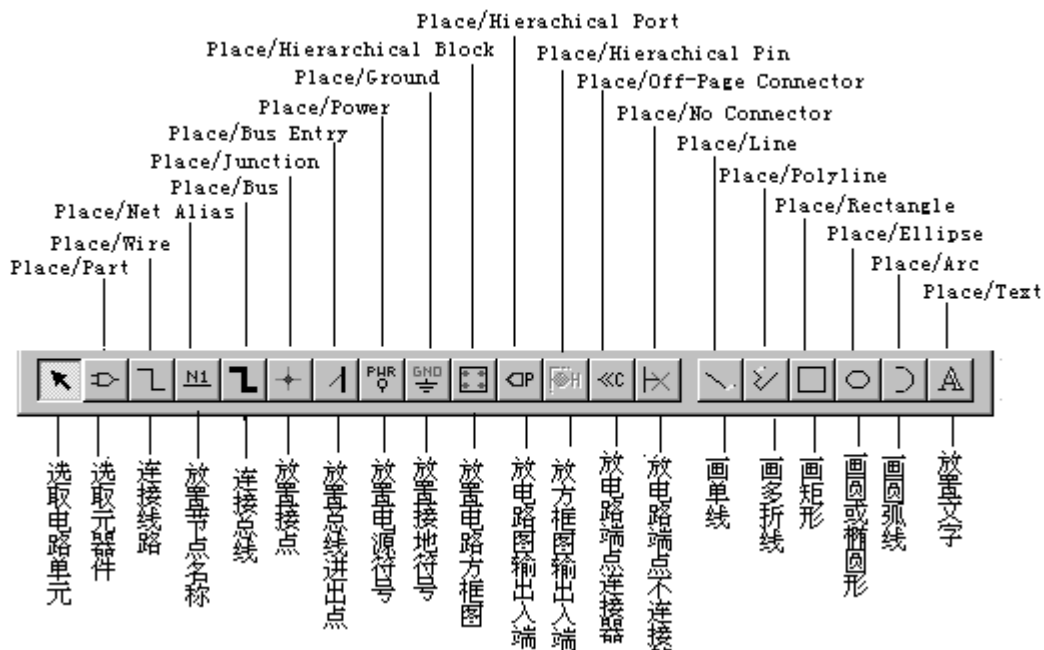 Place/Hierachical Port
Place/Hierarchical Block
Place/Hierachical Pin
Place/Ground
Place/Off-Page Connector
Place/Power
Place/No Connector
Place/Bus Entry
Place/Line
Place/Junction
Place/Polyline
Place/Bus
Place/Rectangle
Place/Net Alias
Place/Ellipse
Place/Wire
Place/Arc
Place/Part
Place/Text
N1
PWR
GND
P
H
C
A
选取电路单元
选取元器件
连接线路
放置节点名称
连接总线
放置接点
放置总线进出点
放置电源符号
放置接地符号
放置电路方框图
放电路图输出入端
放方框图输出入端
放电路端点连接器
放电路端点不连接
画单线
画多折线
画矩形
画圆或椭圆形
画圆弧线
放置文字